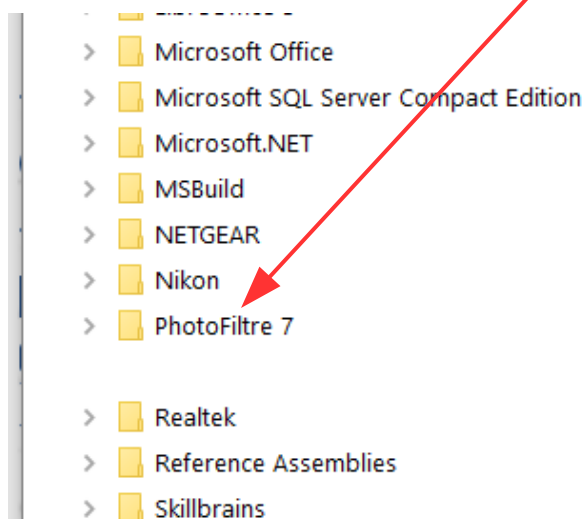 Microsoft Office
Microsoft SQL Server Compact Edition
Microsoft.NET
MSBuild
NETGEAR
Nikon
PhotoFiltre 7
Realtek
Reference Assemblies
Skillbrains